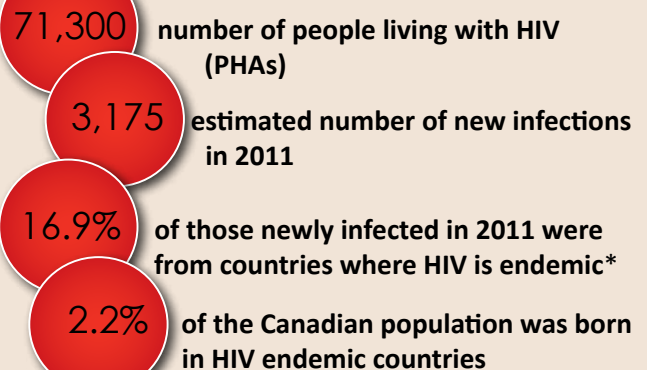 71,300 number of people living with HIV
(PHAs)
3,175 estimated number of new infections
in 2011
16.9% of those newly infected in 2011 were
from countries where HIV is endemic*
2.2% of the Canadian population was born
in HIV endemic countries